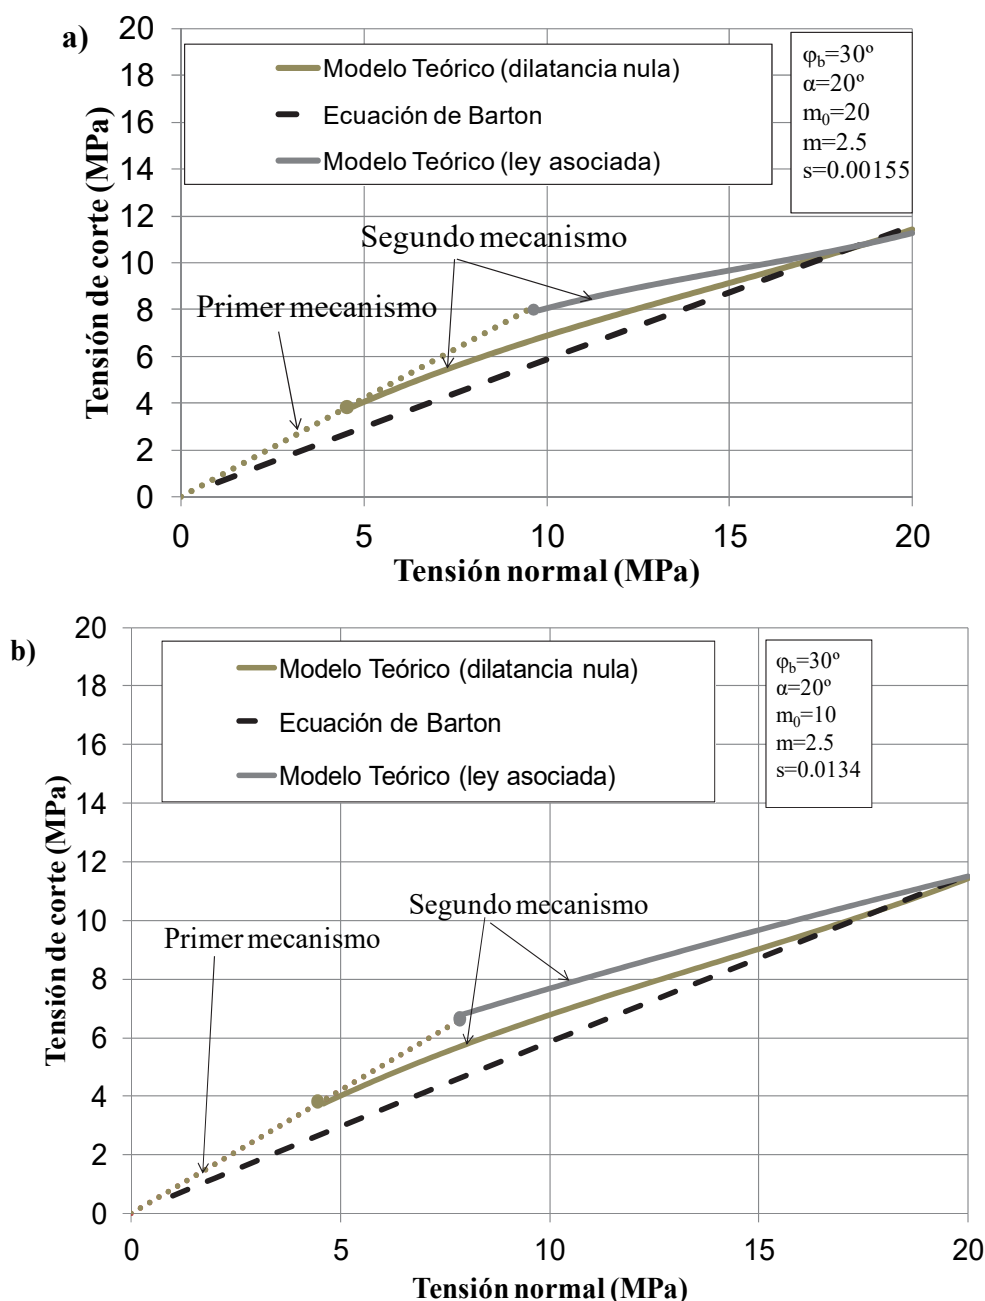 a)
Tensión de corte (MPa)
20
18
16
14
12
10
8
6
4
2
0
Modelo Teórico (dilatancia nula)
Ecuación de Barton
Modelo Teórico (ley asociada)
φb=30º
α=20º
m0=20
m=2.5
s=0.00155
Segundo mecanismo
Primer mecanismo
0 5 10 15 20
Tensión normal (MPa)
b)
Tensión de corte (MPa)
20
18
16
14
12
10
8
6
4
2
0
Modelo Teórico (dilatancia nula)
Ecuación de Barton
Modelo Teórico (ley asociada)
φb=30º
α=20º
m0=10
m=2.5
s=0.0134
Segundo mecanismo
Primer mecanismo
0 5 10 15 20
Tensión normal (MPa)